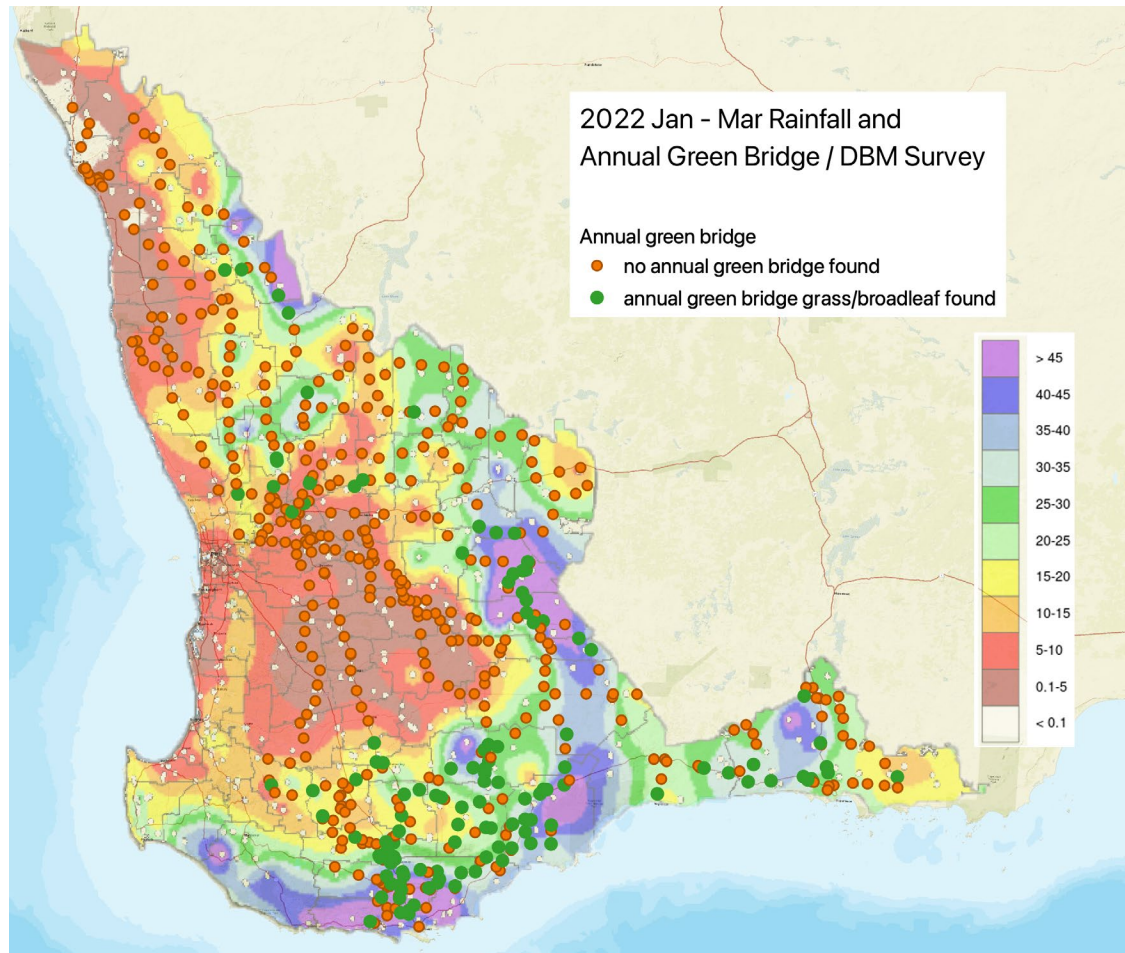 2022 Jan - Mar Rainfall and
Annual Green Bridge / DBM Survey
Annual green bridge
no annual green bridge found
annual green bridge grass/broadleaf found
> 45
40-45
35-40
30-35
25-30
20-25
15-20
10-15
5-10
0.1-5
< 0.1